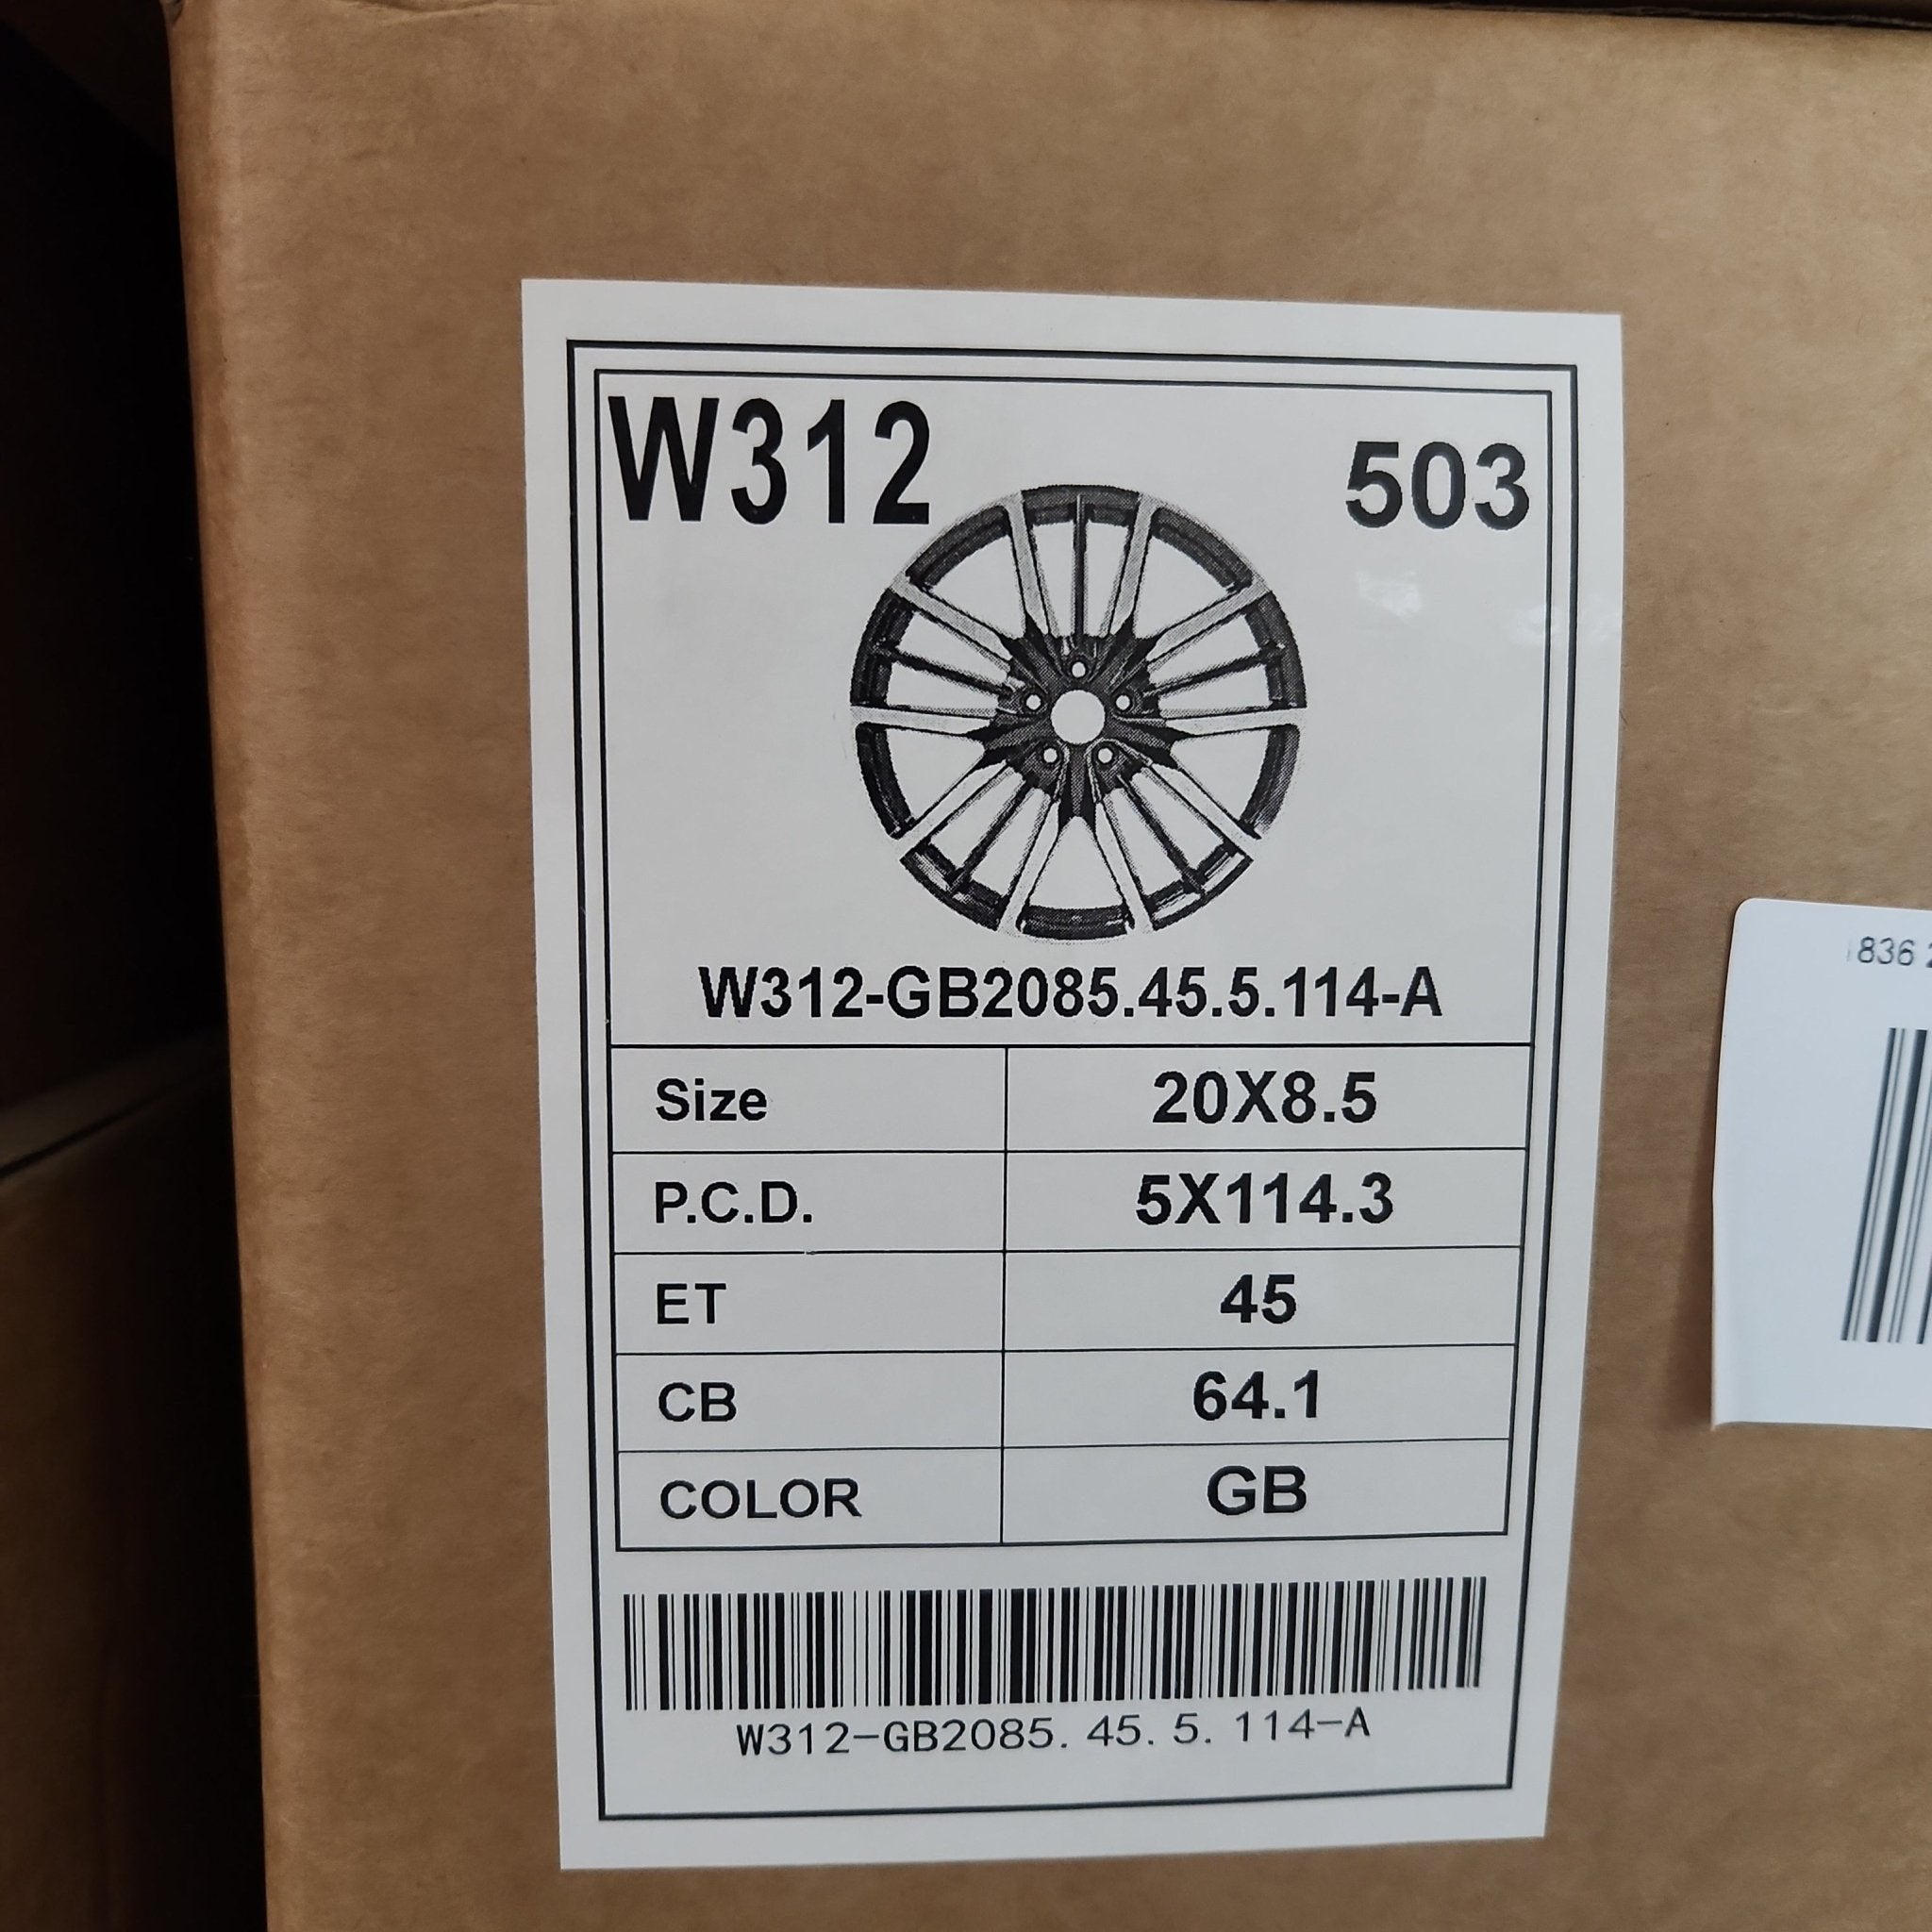 W312
503
W312-GB2085.45.5.114-A
Size 20X8.5
P.C.D. 5X114.3
ET 45
CB 64.1
COLOR GB
W312-GB2085.45.5.114-A
836